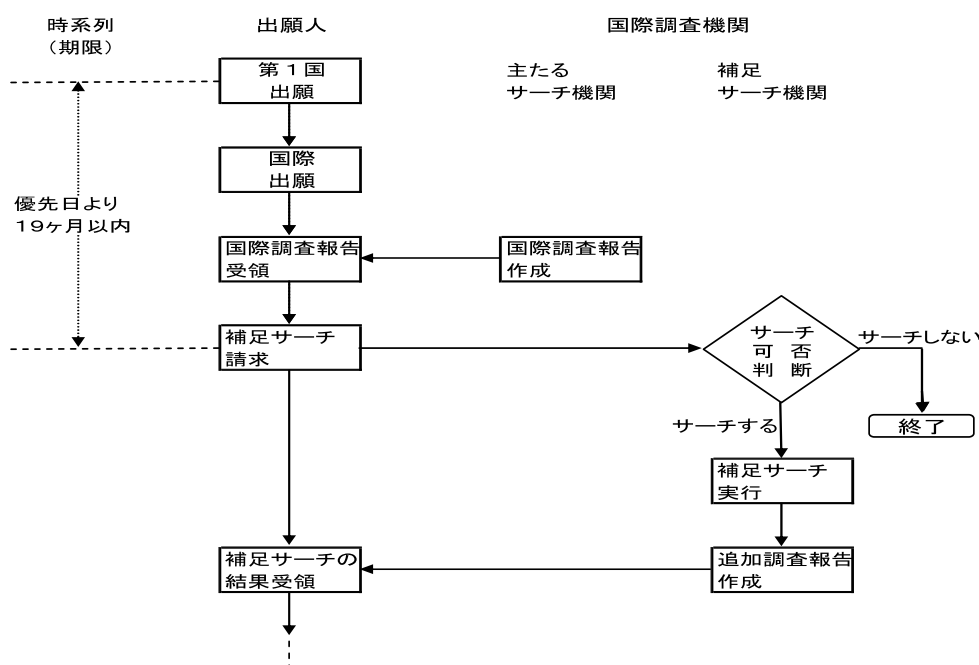 時系列
（期限）
出願人
国際調査機関
主たる
サーチ機関
補足
サーチ機関
第１国
出願
国際
出願
優先日より
19ヶ月以内
国際調査報告
受領
国際調査報告
作成
補足サーチ
請求
サーチ
可　否
判　断
サーチしない
終了
サーチする
補足サーチ
実行
補足サーチの
結果受領
追加調査報告
作成